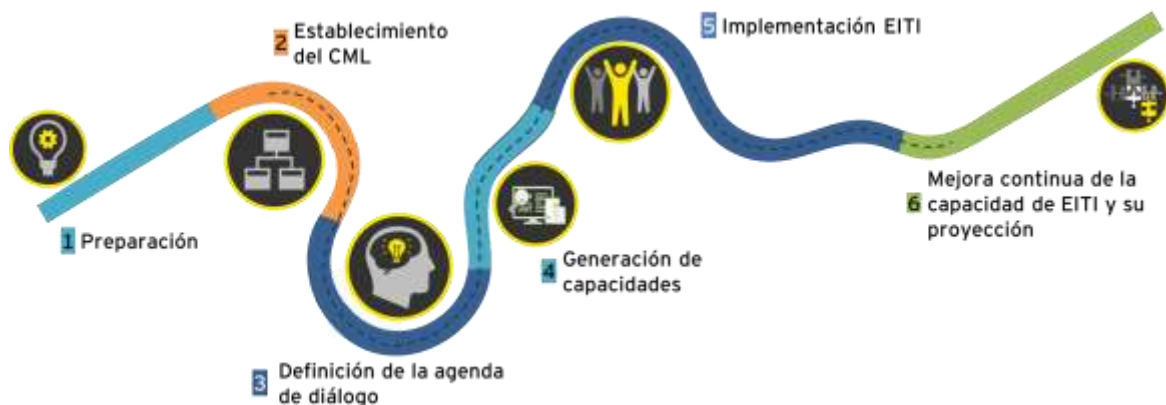 1 Preparación
2 Establecimiento
del CML
3 Definición de la agenda
de diálogo
4 Generación de
capacidades
5 Implementación EITI
6 Mejora continua de la
capacidad de EITI y su
proyección